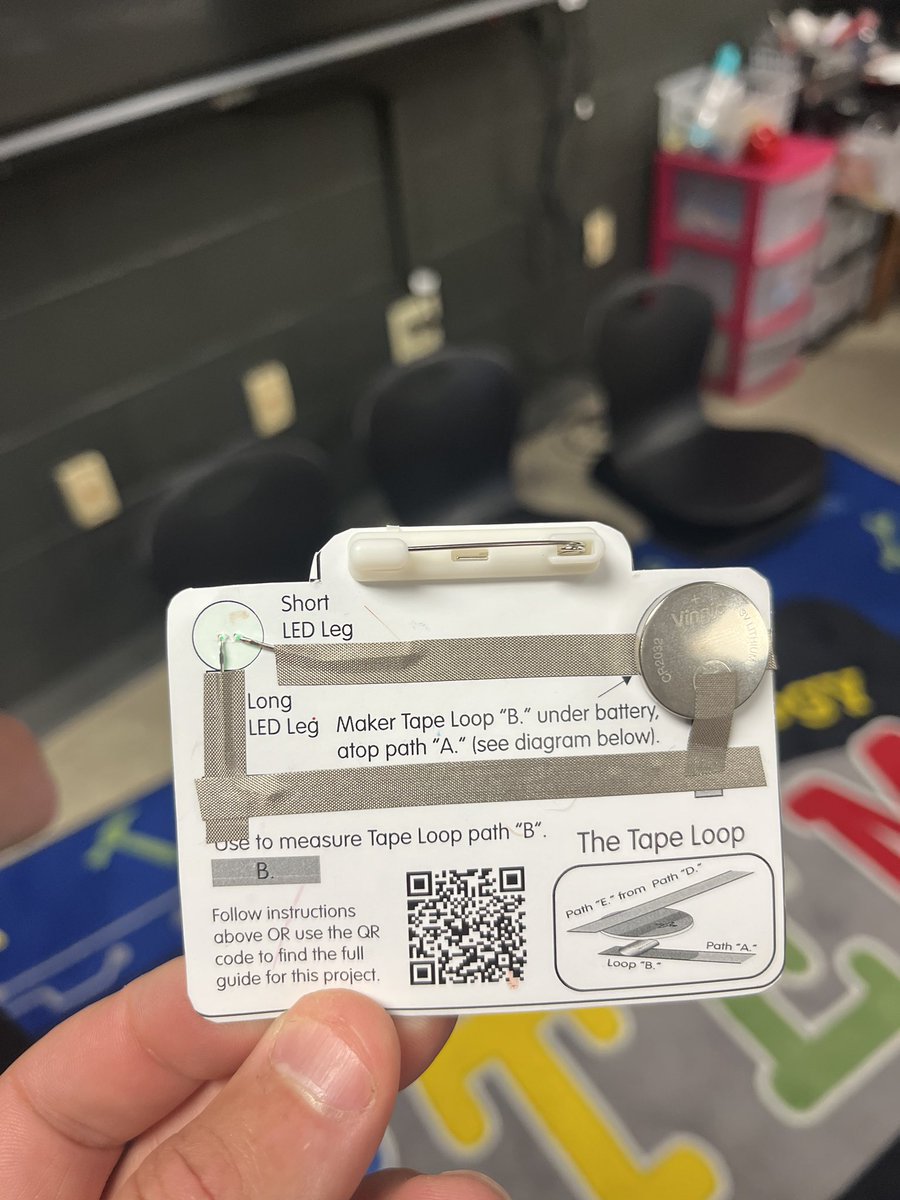 Short
LED Leg
Long
LED Leg
CR2032
Maker Tape Loop "B." under battery,
atop path "A." (see diagram below).
Use to measure Tape Loop path "B".
B.
Follow instructions
above OR use the QR
code to find the full
guide for this project.
The Tape Loop
Path "E." from Path "D."
Path "A."
Loop "B."